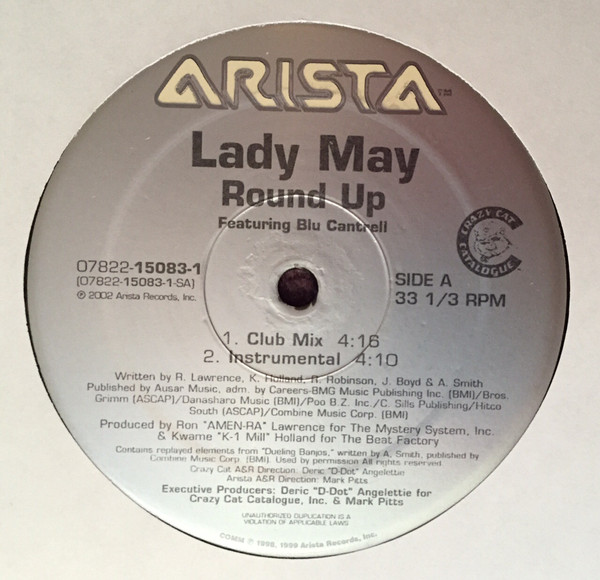 ARISTA™
Lady May
Round Up
Featuring Blu Cantrell
CRAZY CAT
CATALOGUE
07822-15083-1
(07822-15083-1-SA)
℗ 2002 Arista Records, Inc.
SIDE A
33 1/3 RPM
1. Club Mix 4:16
2. Instrumental 4:10
Written by R. Lawrence, K. Holland, R. Robinson, J. Boyd & A. Smith
Published by Ausar Music, adm. by Careers-BMG Music Publishing Inc. (BMI)/Bros.
Grimm (ASCAP)/Danasharo Music (BMI)/Poo B.Z. Inc./C. Sills Publishing/Hitco
South (ASCAP)/Combine Music Corp. (BMI)
Produced by Ron "AMEN-RA" Lawrence for The Mystery System, Inc.
& Kwame "K-1 Mill" Holland for The Beat Factory
Contains replayed elements from "Dueling Banjos," written by A. Smith, published by
Combine Music Corp. (BMI). Used by permission All rights reserved
Crazy Cat A&R Direction: Deric "D-Dot" Angelettie
Arista A&R Direction: Mark Pitts
Executive Producers: Deric "D-Dot" Angelettie for
Crazy Cat Catalogue, Inc. & Mark Pitts
UNAUTHORIZED DUPLICATION IS A
VIOLATION OF APPLICABLE LAWS
COMM ℗ 1998, 1999 Arista Records, Inc.